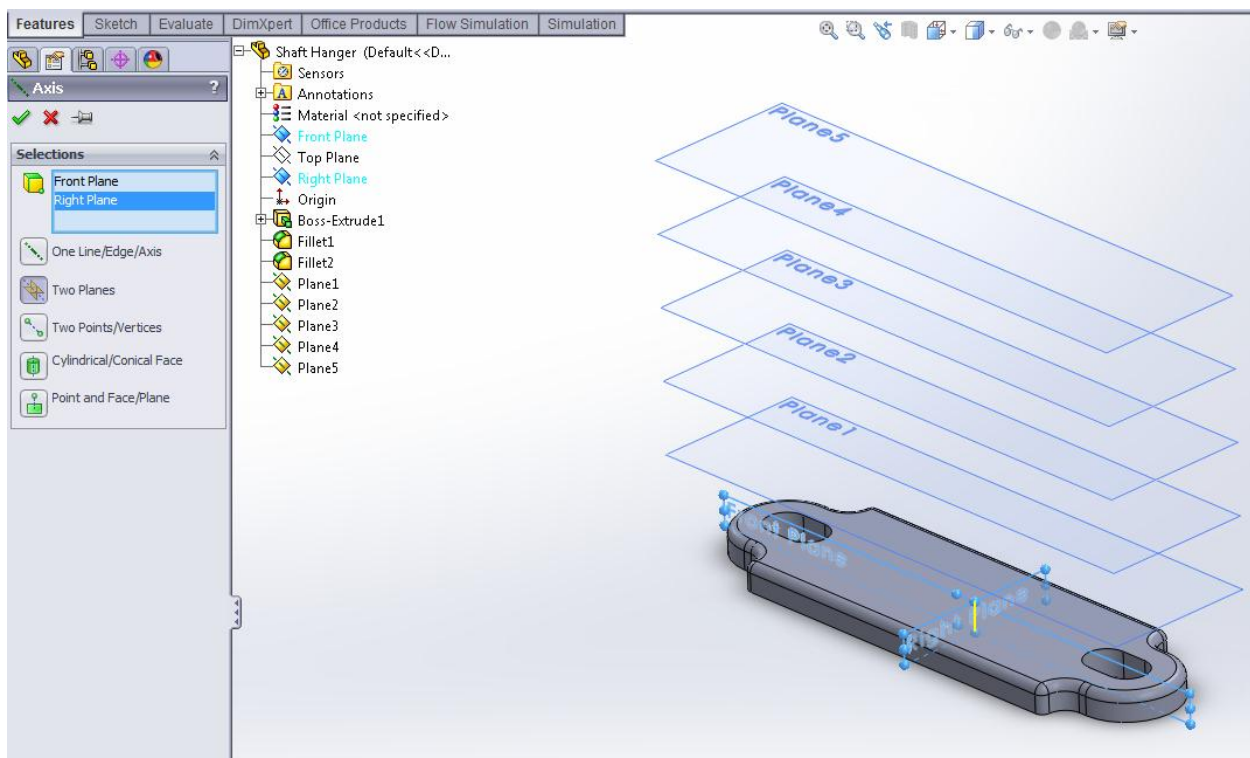 Features Sketch Evaluate DimXpert Office Products Flow Simulation Simulation
Axis ?
Selections
Front Plane
Right Plane
One Line/Edge/Axis
Two Planes
Two Points/Vertices
Cylindrical/Conical Face
Point and Face/Plane
Shaft Hanger (Default<<D...
Sensors
A Annotations
Material <not specified>
Front Plane
Top Plane
Right Plane
Origin
Boss-Extrude1
Fillet1
Fillet2
Plane1
Plane2
Plane3
Plane4
Plane5
Plane5
Plane4
Plane3
Plane2
Plane1
Front Plane
Right Plane